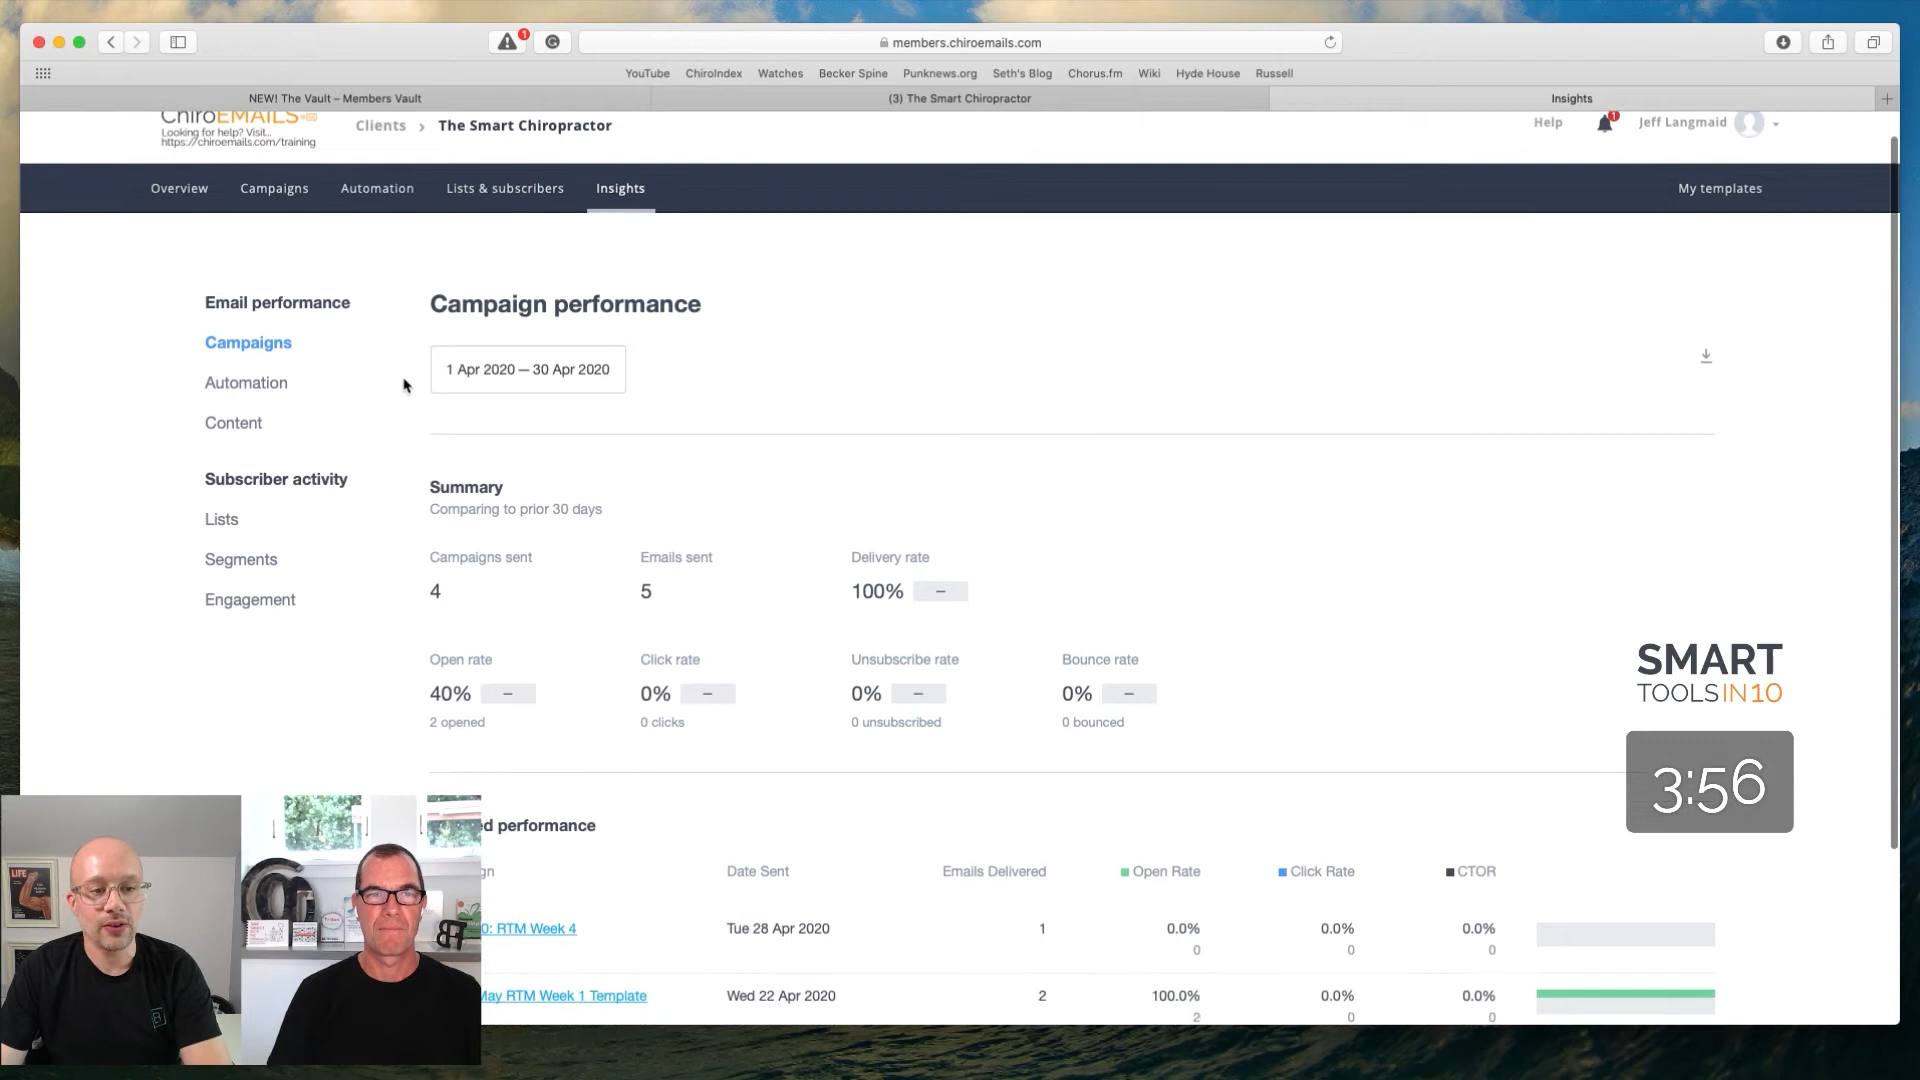 1
members.chiroemails.com
YouTube ChiroIndex Watches Becker Spine Punknews.org Seth's Blog Chorus.fm Wiki Hyde House Russell
NEW! The Vault – Members Vault
(3) The Smart Chiropractor
Insights
ChiroEMAILS
Looking for help? Visit...
https://chiroemails.com/training
Clients > The Smart Chiropractor
Help
1
Jeff Langmaid
Overview Campaigns Automation Lists & subscribers Insights My templates
Email performance
Campaigns
Automation
Content
Subscriber activity
Lists
Segments
Engagement
Campaign performance
1 Apr 2020 — 30 Apr 2020
Summary
Comparing to prior 30 days
Campaigns sent Emails sent Delivery rate
4 5 100% –
Open rate Click rate Unsubscribe rate Bounce rate
40% – 0% – 0% – 0% –
2 opened 0 clicks 0 unsubscribed 0 bounced
SMART
TOOLS IN 10
3:56
ed performance
gn Date Sent Emails Delivered Open Rate Click Rate CTOR
0: RTM Week 4 Tue 28 Apr 2020 1 0.0% 0.0% 0.0%
0 0 0
May RTM Week 1 Template Wed 22 Apr 2020 2 100.0% 0.0% 0.0%
2 0 0
LIFE